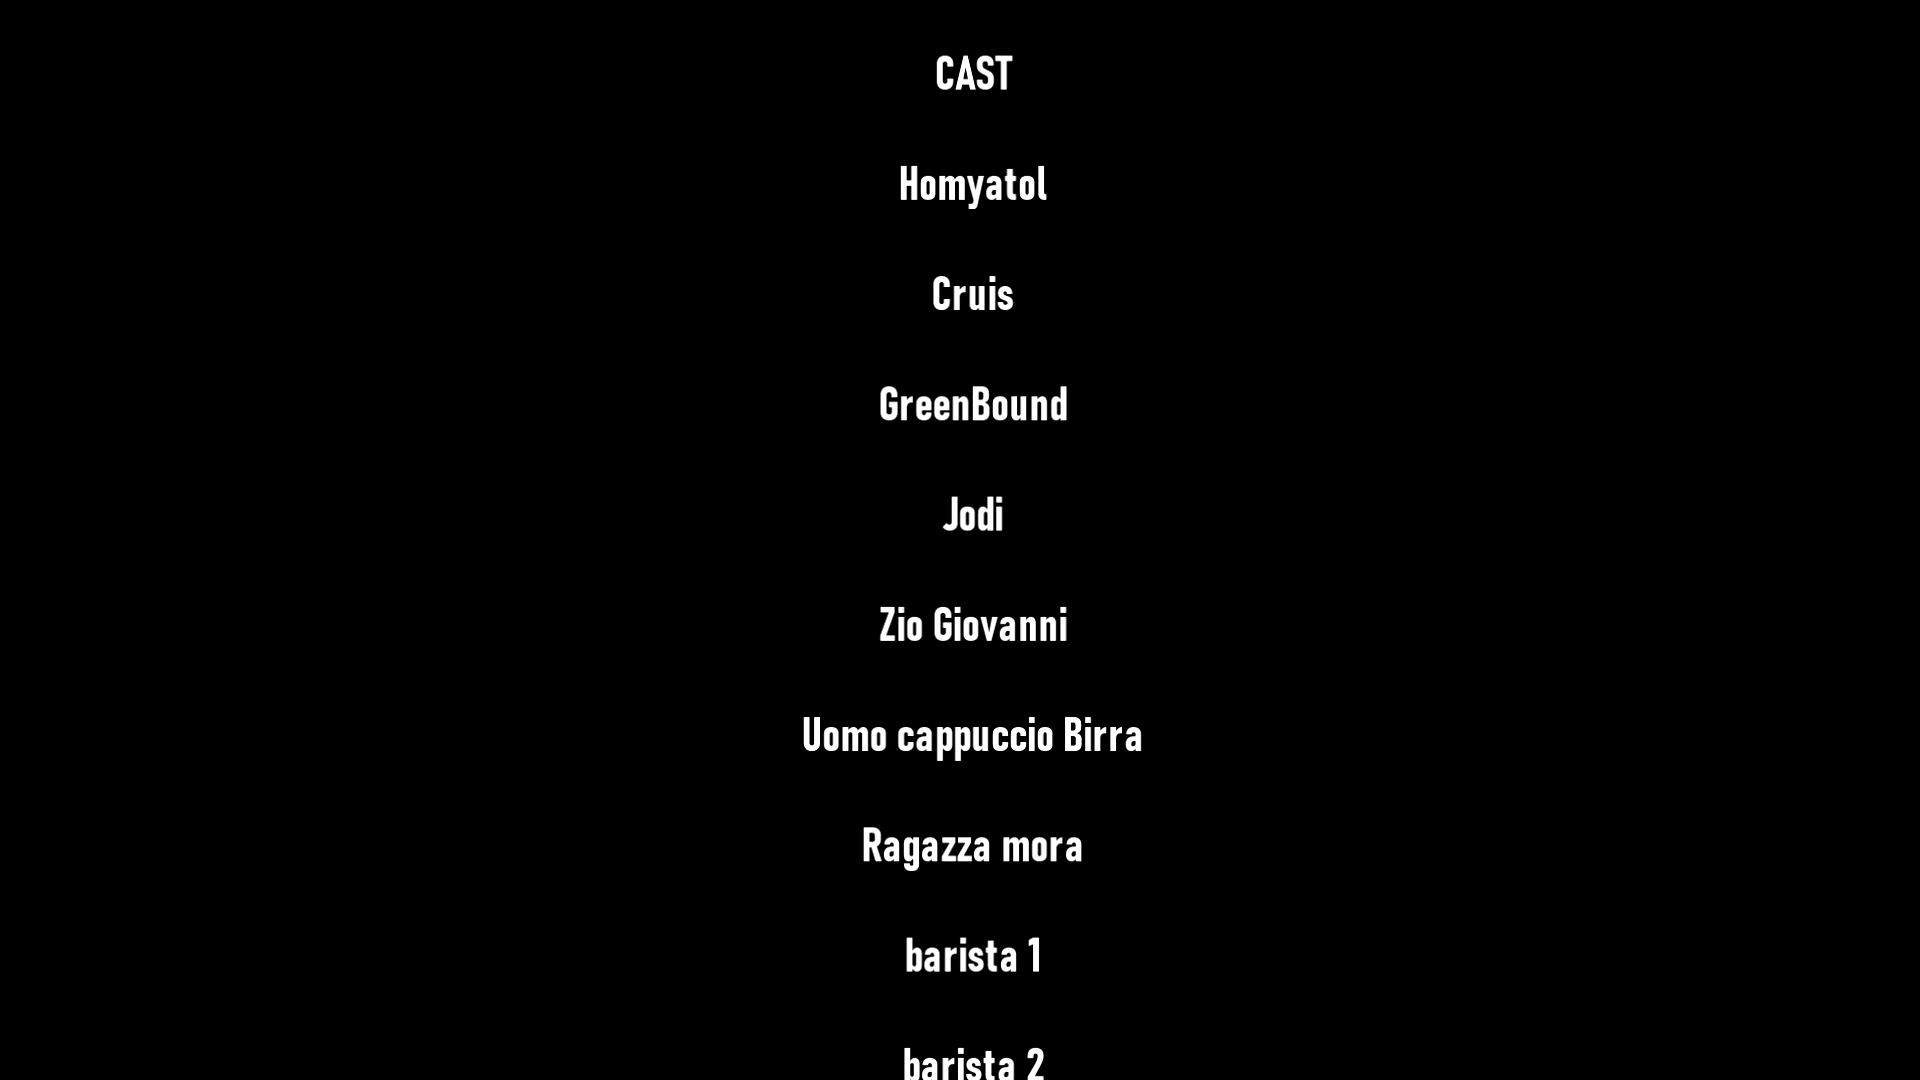 CAST
Homyatol
Cruis
GreenBound
Jodi
Zio Giovanni
Uomo cappuccio Birra
Ragazza mora
barista 1
barista 2